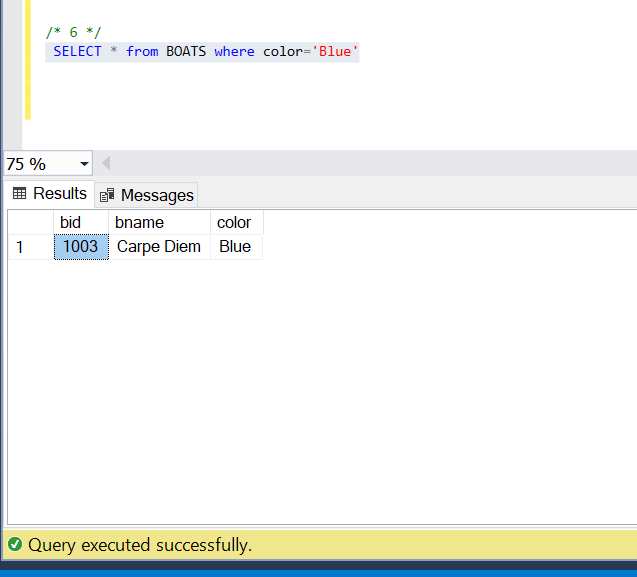 /* 6 */
SELECT * from BOATS where color='Blue'
75 %
Results Messages
bid bname color
1 1003 Carpe Diem Blue
Query executed successfully.